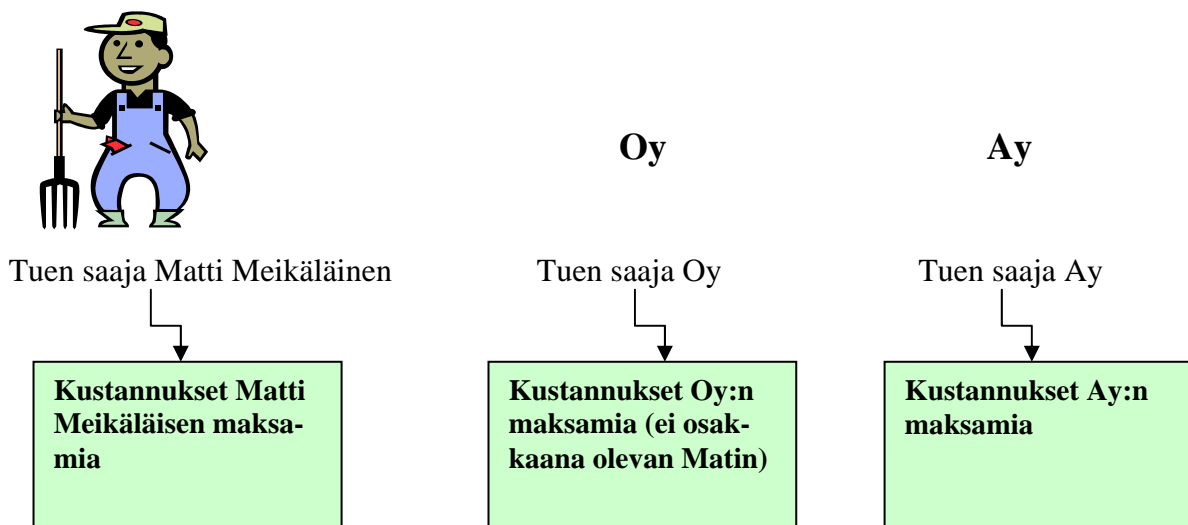 Oy
Ay
Tuen saaja Matti Meikäläinen
Tuen saaja Oy
Tuen saaja Ay
Kustannukset Matti
Meikäläisen maksa-
mia
Kustannukset Oy:n
maksamia (ei osak-
kaana olevan Matin)
Kustannukset Ay:n
maksamia